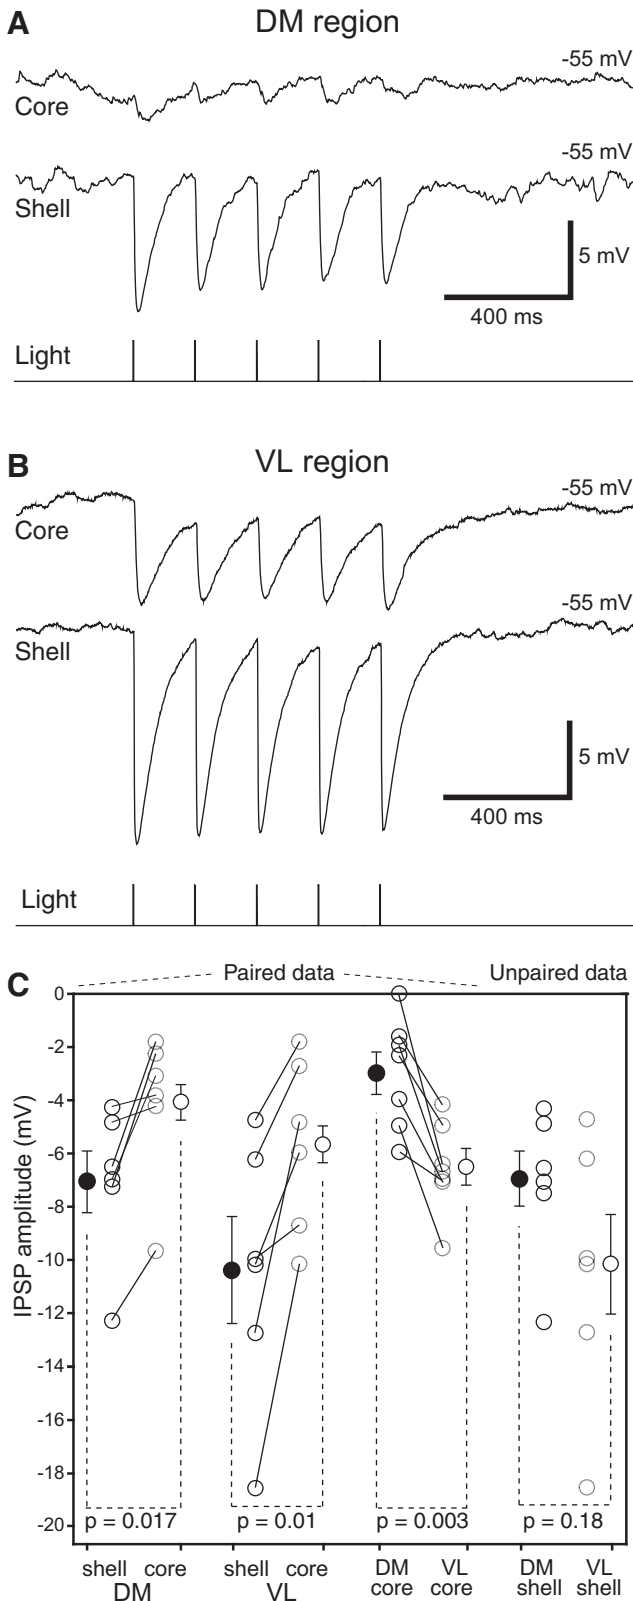 A DM region
-55 mV
Core
-55 mV
Shell
5 mV
400 ms
Light
B VL region
-55 mV
Core
-55 mV
Shell
5 mV
400 ms
Light
C Paired data Unpaired data
IPSP amplitude (mV)
0
-2
-4
-6
-8
-10
-12
-14
-16
-18
-20
p = 0.017 p = 0.01 p = 0.003 p = 0.18
shell core shell core DM VL DM VL
DM VL core core shell shell